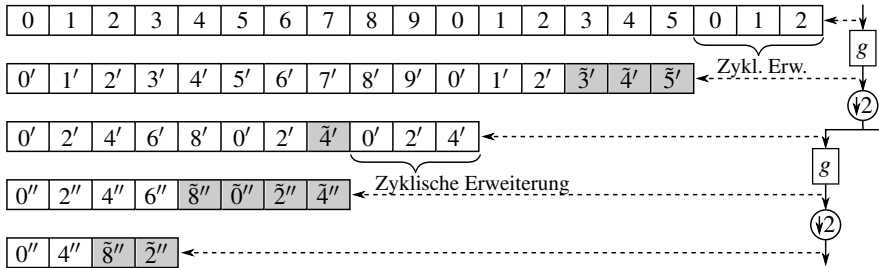 0 1 2 3 4 5 6 7 8 9 0 1 2 3 4 5 0 1 2
g
Zykl. Erw.
0′ 1′ 2′ 3′ 4′ 5′ 6′ 7′ 8′ 9′ 0′ 1′ 2′ 3̃′ 4̃′ 5̃′
↓2
0′ 2′ 4′ 6′ 8′ 0′ 2′ 4̃′ 0′ 2′ 4′
g
Zyklische Erweiterung
0″ 2″ 4″ 6″ 8̃″ 0̃″ 2̃″ 4̃″
↓2
0″ 4″ 8̃″ 2̃″